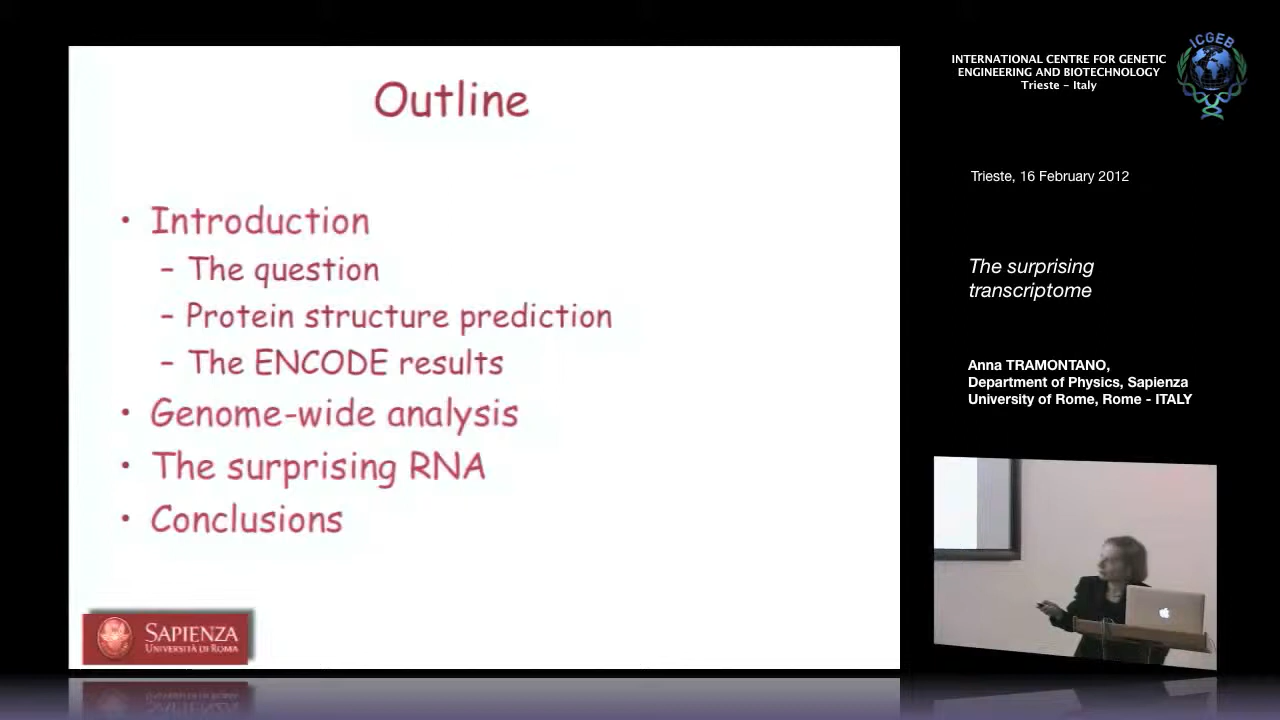 Outline
• Introduction
– The question
– Protein structure prediction
– The ENCODE results
• Genome-wide analysis
• The surprising RNA
• Conclusions
SAPIENZA
UNIVERSITÀ DI ROMA
INTERNATIONAL CENTRE FOR GENETIC
ENGINEERING AND BIOTECHNOLOGY
Trieste - Italy
ICGEB
Trieste, 16 February 2012
The surprising
transcriptome
Anna TRAMONTANO,
Department of Physics, Sapienza
University of Rome, Rome - ITALY